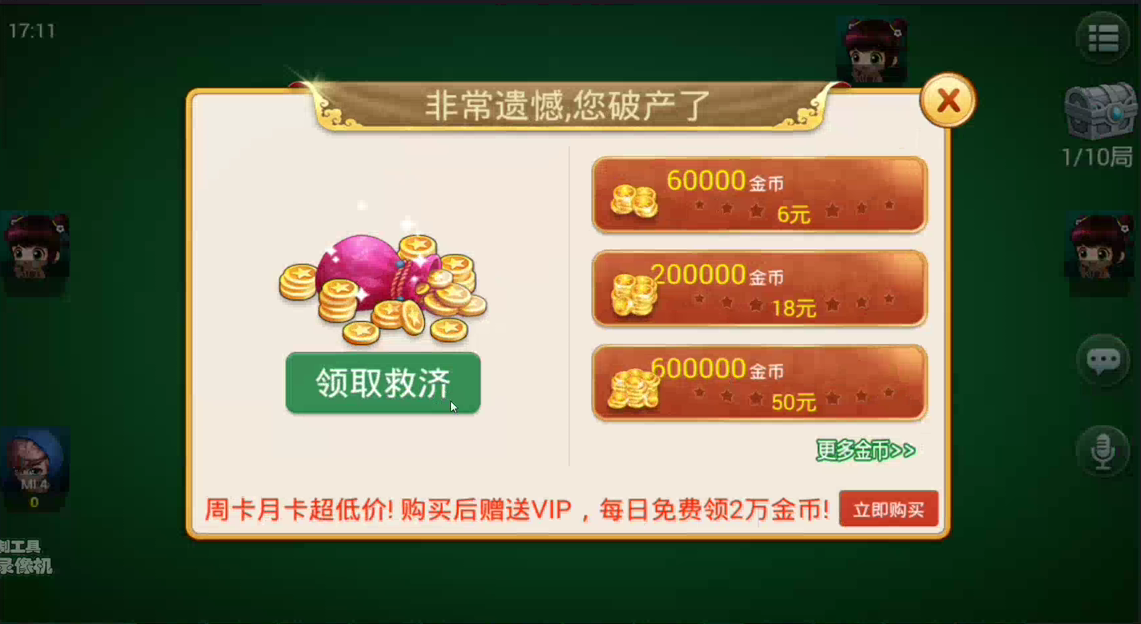 17:11
非常遗憾,您破产了
1/10局
60000金币
6元
200000金币
18元
600000金币
50元
领取救济
更多金币>>
周卡月卡超低价! 购买后赠送VIP，每日免费领2万金币!
立即购买
MI 4
0
制工具
录像机